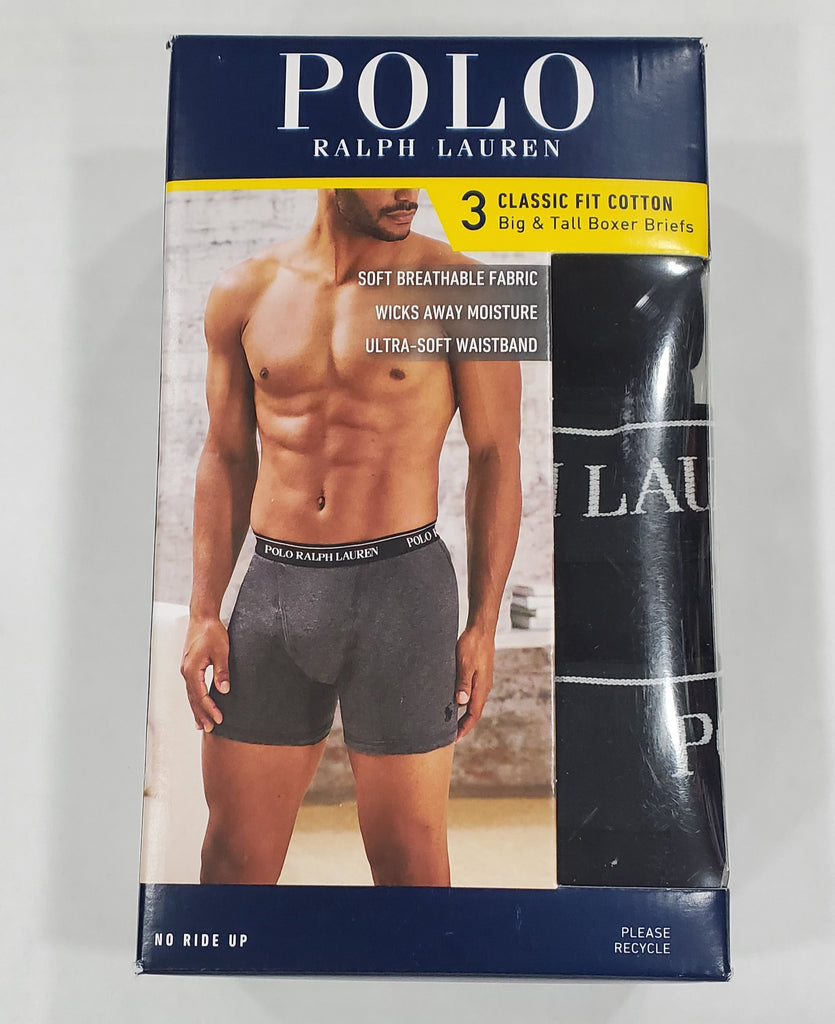 POLO
RALPH LAUREN
3 CLASSIC FIT COTTON
Big & Tall Boxer Briefs
SOFT BREATHABLE FABRIC
WICKS AWAY MOISTURE
ULTRA-SOFT WAISTBAND
LAU
POLO RALPH LAUREN POLO R
P
NO RIDE UP
PLEASE
RECYCLE